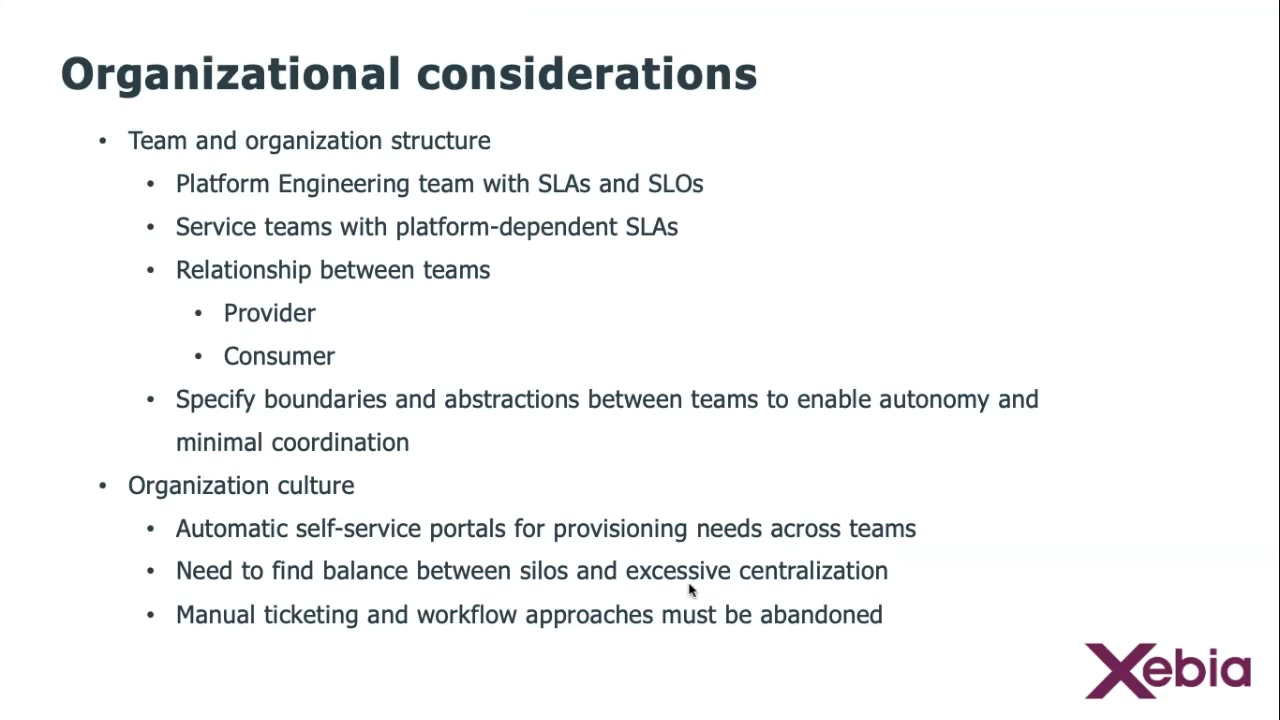 Organizational considerations
• Team and organization structure
• Platform Engineering team with SLAs and SLOs
• Service teams with platform-dependent SLAs
• Relationship between teams
• Provider
• Consumer
• Specify boundaries and abstractions between teams to enable autonomy and
minimal coordination
• Organization culture
• Automatic self-service portals for provisioning needs across teams
• Need to find balance between silos and excessive centralization
• Manual ticketing and workflow approaches must be abandoned
Xebia